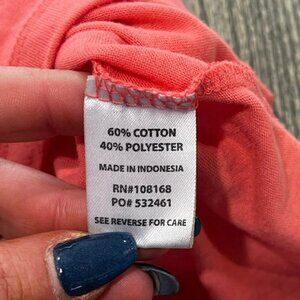 60% COTTON
40% POLYESTER
MADE IN INDONESIA
RN#108168
PO# 532461
SEE REVERSE FOR CARE